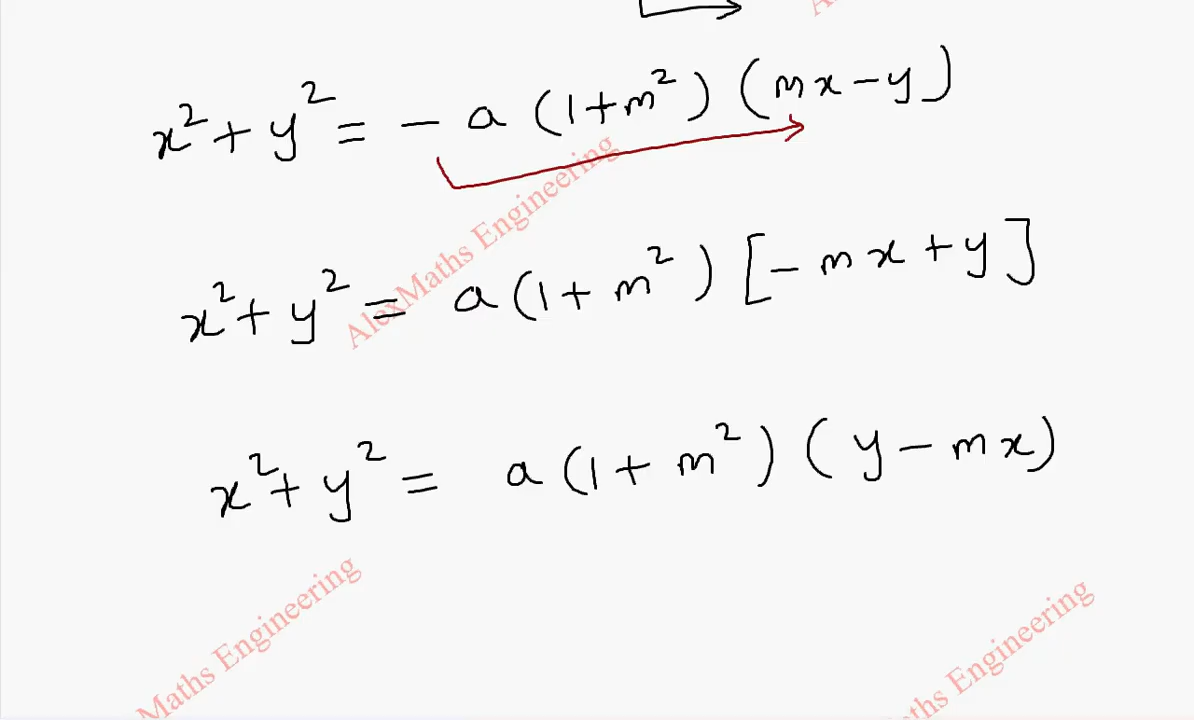 x² + y² = - a (1+m²) (mx-y)
x² + y² = a (1+m²) [-mx+y]
x² + y² = a (1+m²) (y-mx)
AlexMaths Engineering
Maths Engineering
ths Engineering